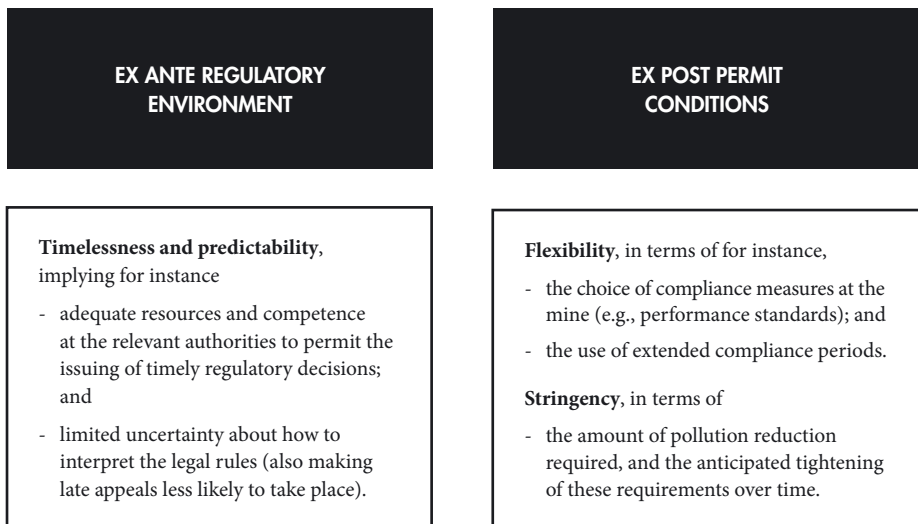 EX ANTE REGULATORY
ENVIRONMENT
Timelessness and predictability,
implying for instance
- adequate resources and competence
at the relevant authorities to permit the
issuing of timely regulatory decisions;
and
- limited uncertainty about how to
interpret the legal rules (also making
late appeals less likely to take place).
EX POST PERMIT
CONDITIONS
Flexibility, in terms of for instance,
- the choice of compliance measures at the
mine (e.g., performance standards); and
- the use of extended compliance periods.
Stringency, in terms of
- the amount of pollution reduction
required, and the anticipated tightening
of these requirements over time.